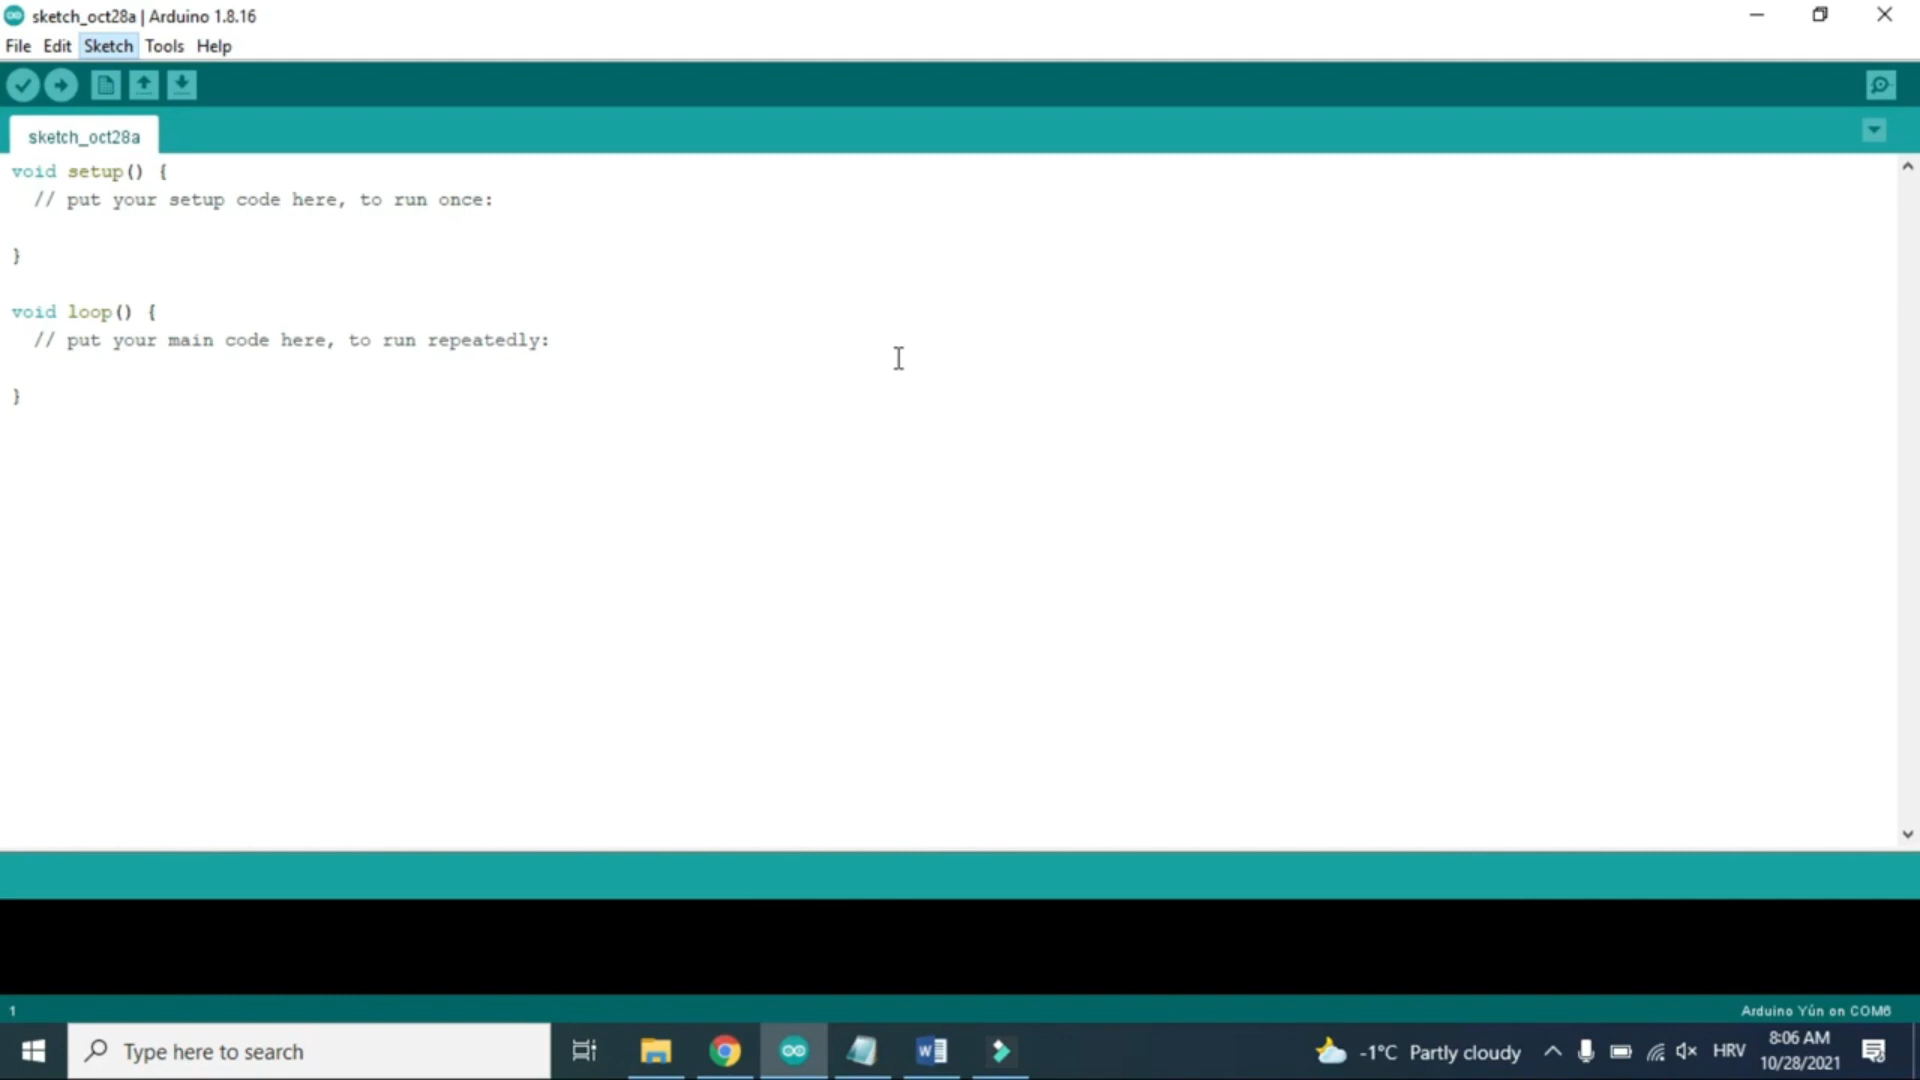 sketch_oct28a | Arduino 1.8.16
File Edit Sketch Tools Help
sketch_oct28a
void setup() {
  // put your setup code here, to run once:
}
void loop() {
  // put your main code here, to run repeatedly:
}
1
Arduino Yún on COM6
Type here to search
-1°C Partly cloudy
HRV
8:06 AM
10/28/2021